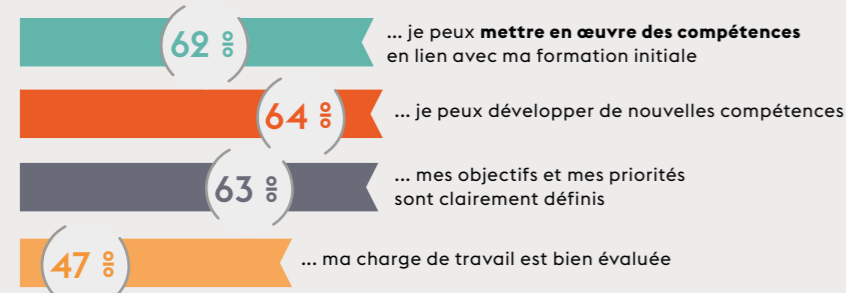 62 %
... je peux mettre en œuvre des compétences
en lien avec ma formation initiale
64 %
... je peux développer de nouvelles compétences
63 %
... mes objectifs et mes priorités
sont clairement définis
47 %
... ma charge de travail est bien évaluée